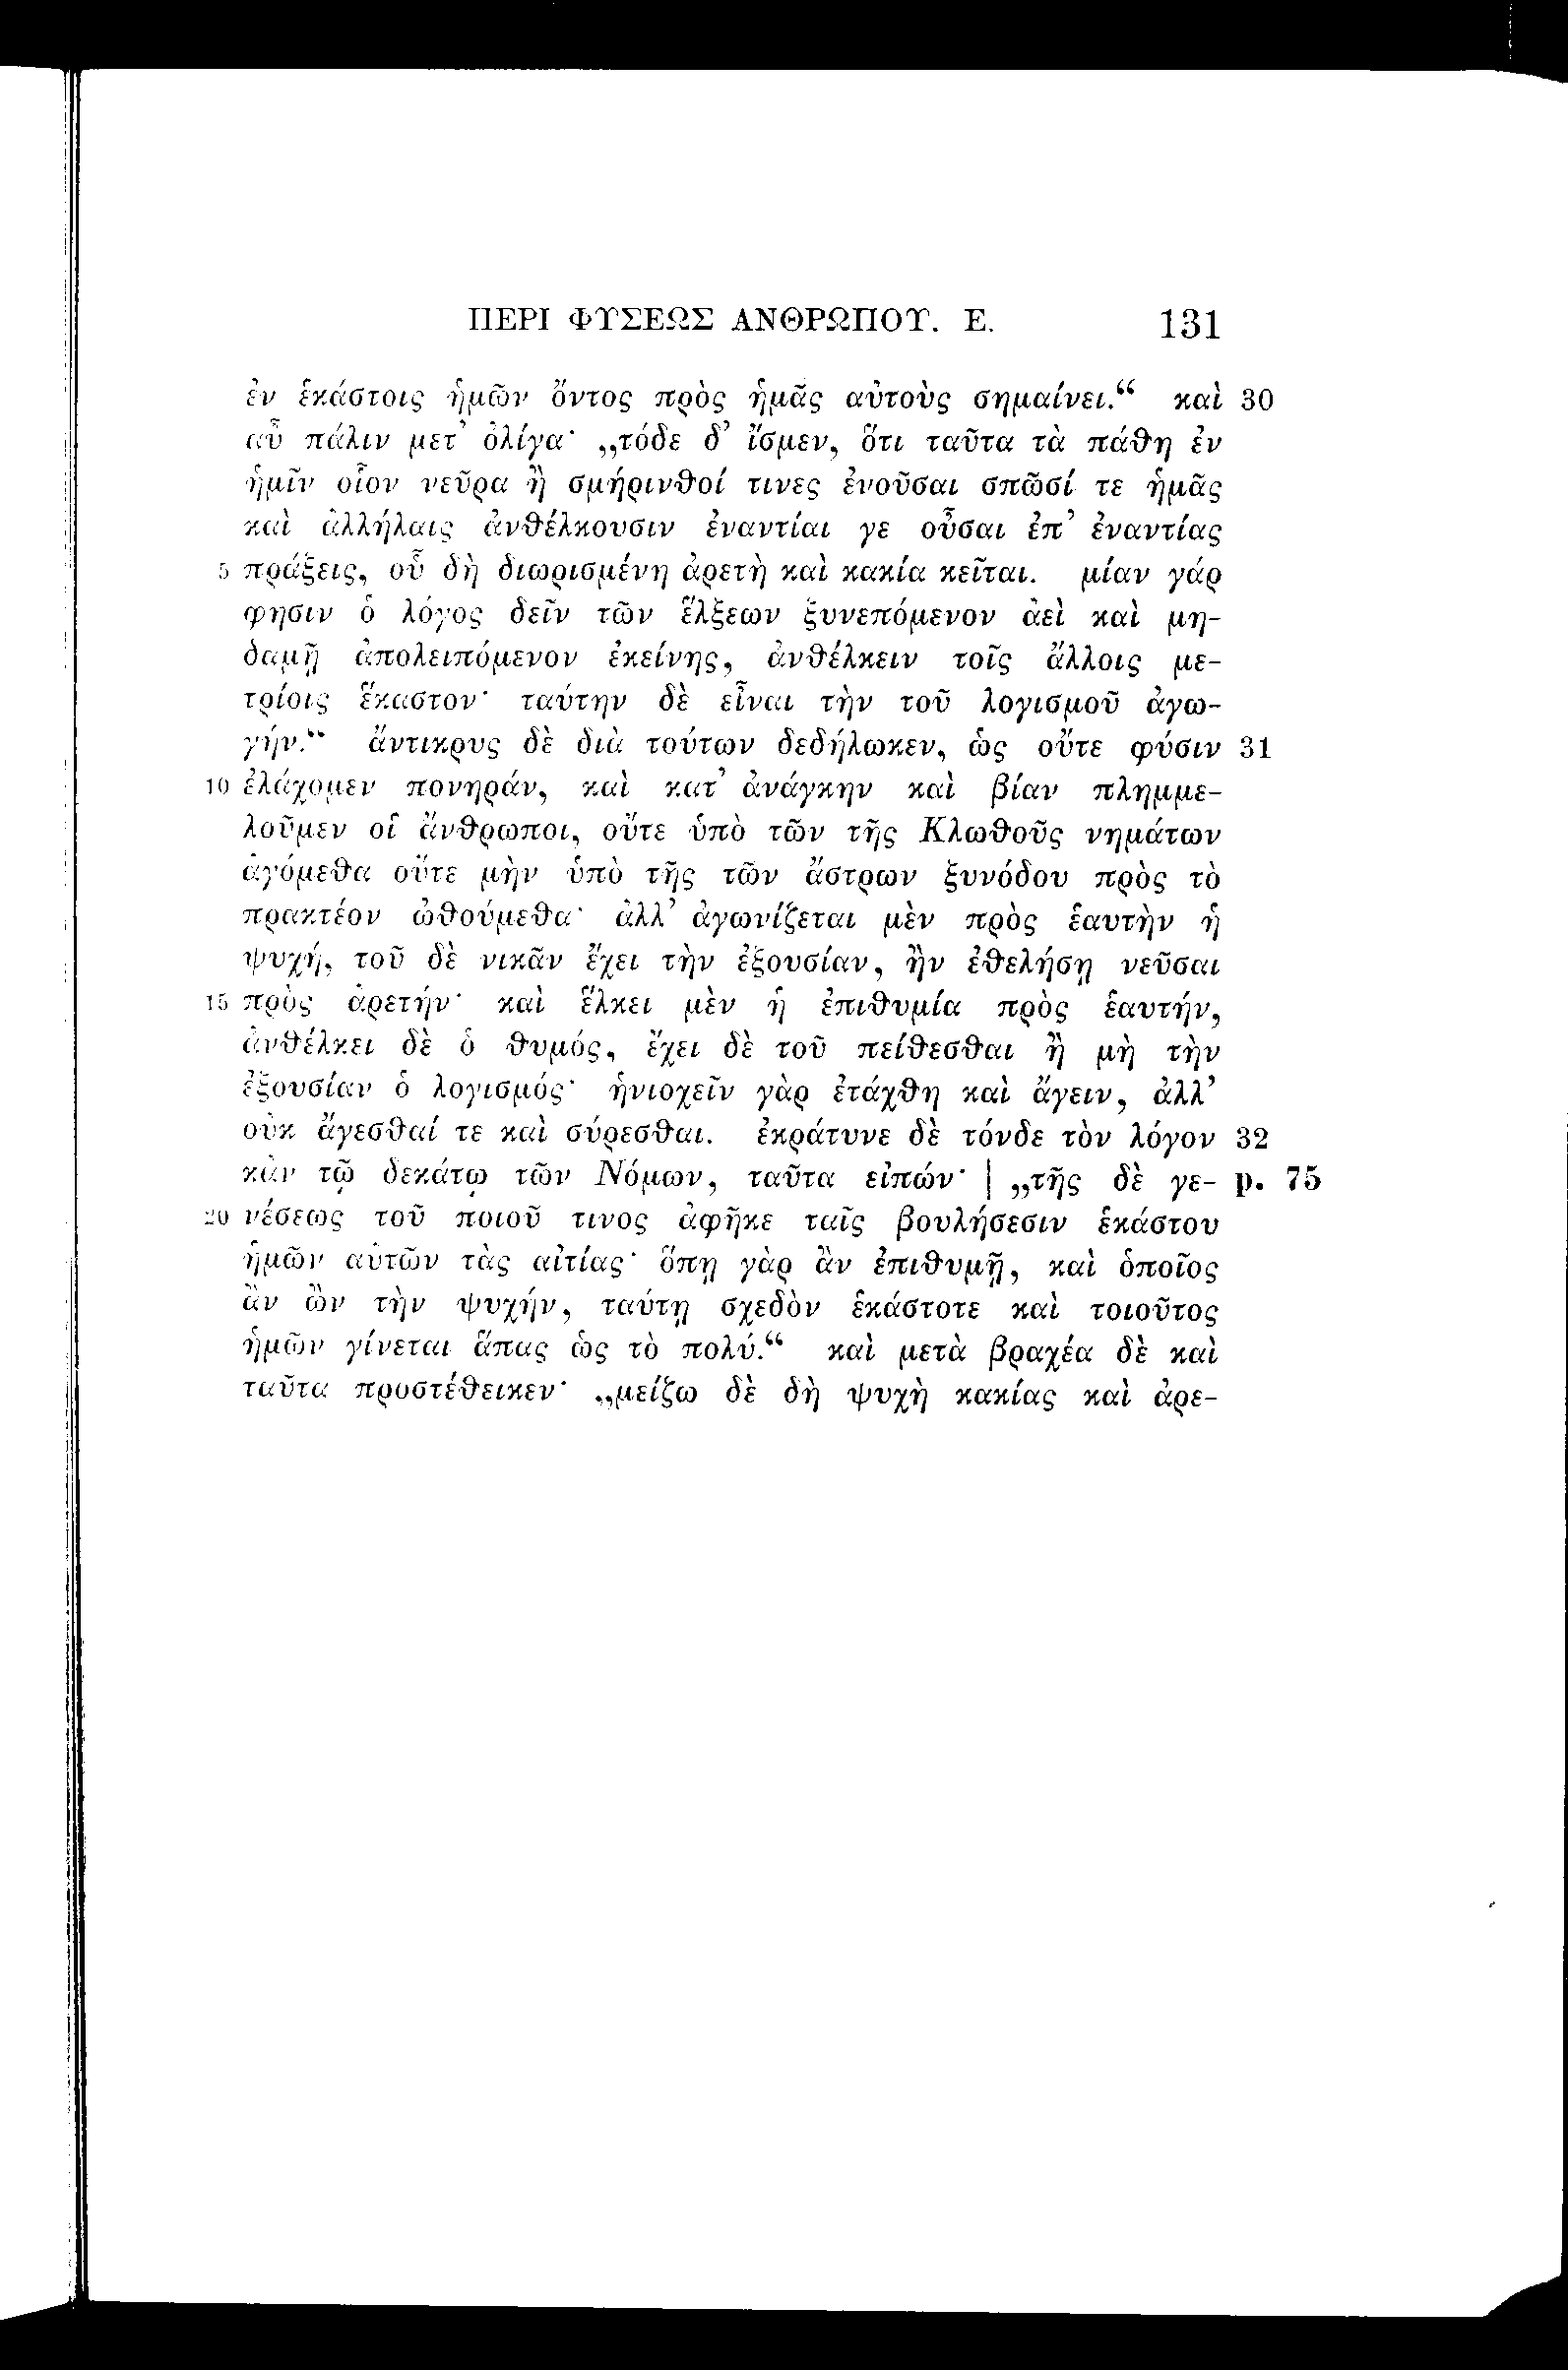 ΠΕΡΙ ΦΥΣΕΩΣ ΑΝΘΡΩΠΟΥ. Ε. 131
ἐν ἑκάστοις ἡμῶν ὄντος πρὸς ἡμᾶς αὐτοὺς σημαίνει.“ καὶ 30
αὖ πάλιν μετ’ ὀλίγα· „τόδε δ’ ἴσμεν, ὅτι ταῦτα τὰ πάθη ἐν
ἡμῖν οἷον νεῦρα ἢ σμήρινθοί τινες ἐνοῦσαι σπῶσί τε ἡμᾶς
καὶ ἀλλήλαις ἀνθέλκουσιν ἐναντίαι γε οὖσαι ἐπ’ ἐναντίας
5 πράξεις, οὗ δὴ διωρισμένη ἀρετὴ καὶ κακία κεῖται. μίαν γάρ
φησιν ὁ λόγος δεῖν τῶν ἕλξεων ξυνεπόμενον ἀεὶ καὶ μη-
δαμῇ ἀπολειπόμενον ἐκείνης, ἀνθέλκειν τοῖς ἄλλοις με-
τρίοις ἕκαστον· ταύτην δὲ εἶναι τὴν τοῦ λογισμοῦ ἀγω-
γήν.“ ἄντικρυς δὲ διὰ τούτων δεδήλωκεν, ὡς οὔτε φύσιν 31
10 ἐλάχομεν πονηράν, καὶ κατ’ ἀνάγκην καὶ βίαν πλημμε-
λοῦμεν οἱ ἄνθρωποι, οὔτε ὑπὸ τῶν τῆς Κλωθοῦς νημάτων
ἀγόμεθα οὔτε μὴν ὑπὸ τῆς τῶν ἄστρων ξυνόδου πρὸς τὸ
πρακτέον ὠθούμεθα· ἀλλ’ ἀγωνίζεται μὲν πρὸς ἑαυτὴν ἡ
ψυχή, τοῦ δὲ νικᾶν ἔχει τὴν ἐξουσίαν, ἢν ἐθελήσῃ νεῦσαι
15 πρὸς ἀρετήν· καὶ ἕλκει μὲν ἡ ἐπιθυμία πρὸς ἑαυτήν,
ἀνθέλκει δὲ ὁ θυμός, ἔχει δὲ τοῦ πείθεσθαι ἢ μὴ τὴν
ἐξουσίαν ὁ λογισμός· ἡνιοχεῖν γὰρ ἐτάχθη καὶ ἄγειν, ἀλλ’
οὐκ ἄγεσθαί τε καὶ σύρεσθαι. ἐκράτυνε δὲ τόνδε τὸν λόγον 32
κἀν τῷ δεκάτῳ τῶν Νόμων, ταῦτα εἰπών· | „τῆς δὲ γε- p. 75
20 νέσεως τοῦ ποιοῦ τινος ἀφῆκε ταῖς βουλήσεσιν ἑκάστου
ἡμῶν αὐτῶν τὰς αἰτίας· ὅπῃ γὰρ ἂν ἐπιθυμῇ, καὶ ὁποῖος
ἂν ὢν τὴν ψυχήν, ταύτῃ σχεδὸν ἑκάστοτε καὶ τοιοῦτος
ἡμῶν γίνεται ἅπας ὡς τὸ πολύ.“ καὶ μετὰ βραχέα δὲ καὶ
ταῦτα προστέθεικεν· „μείζω δὲ δὴ ψυχὴ κακίας καὶ ἀρε-